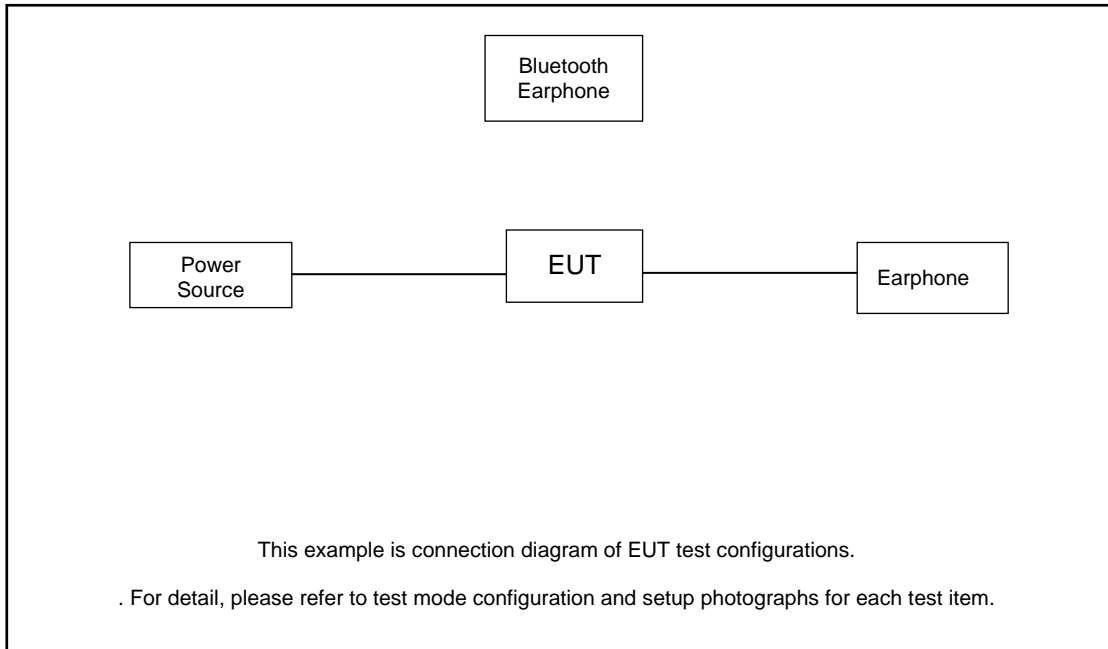 Bluetooth
Earphone
Power
Source
EUT
Earphone
This example is connection diagram of EUT test configurations.
. For detail, please refer to test mode configuration and setup photographs for each test item.